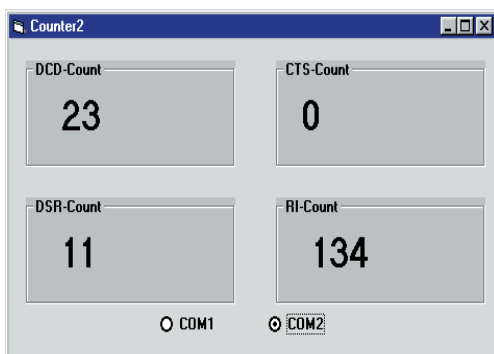 Counter2
DCD-Count
23
CTS-Count
0
DSR-Count
11
RI-Count
134
COM1
COM2